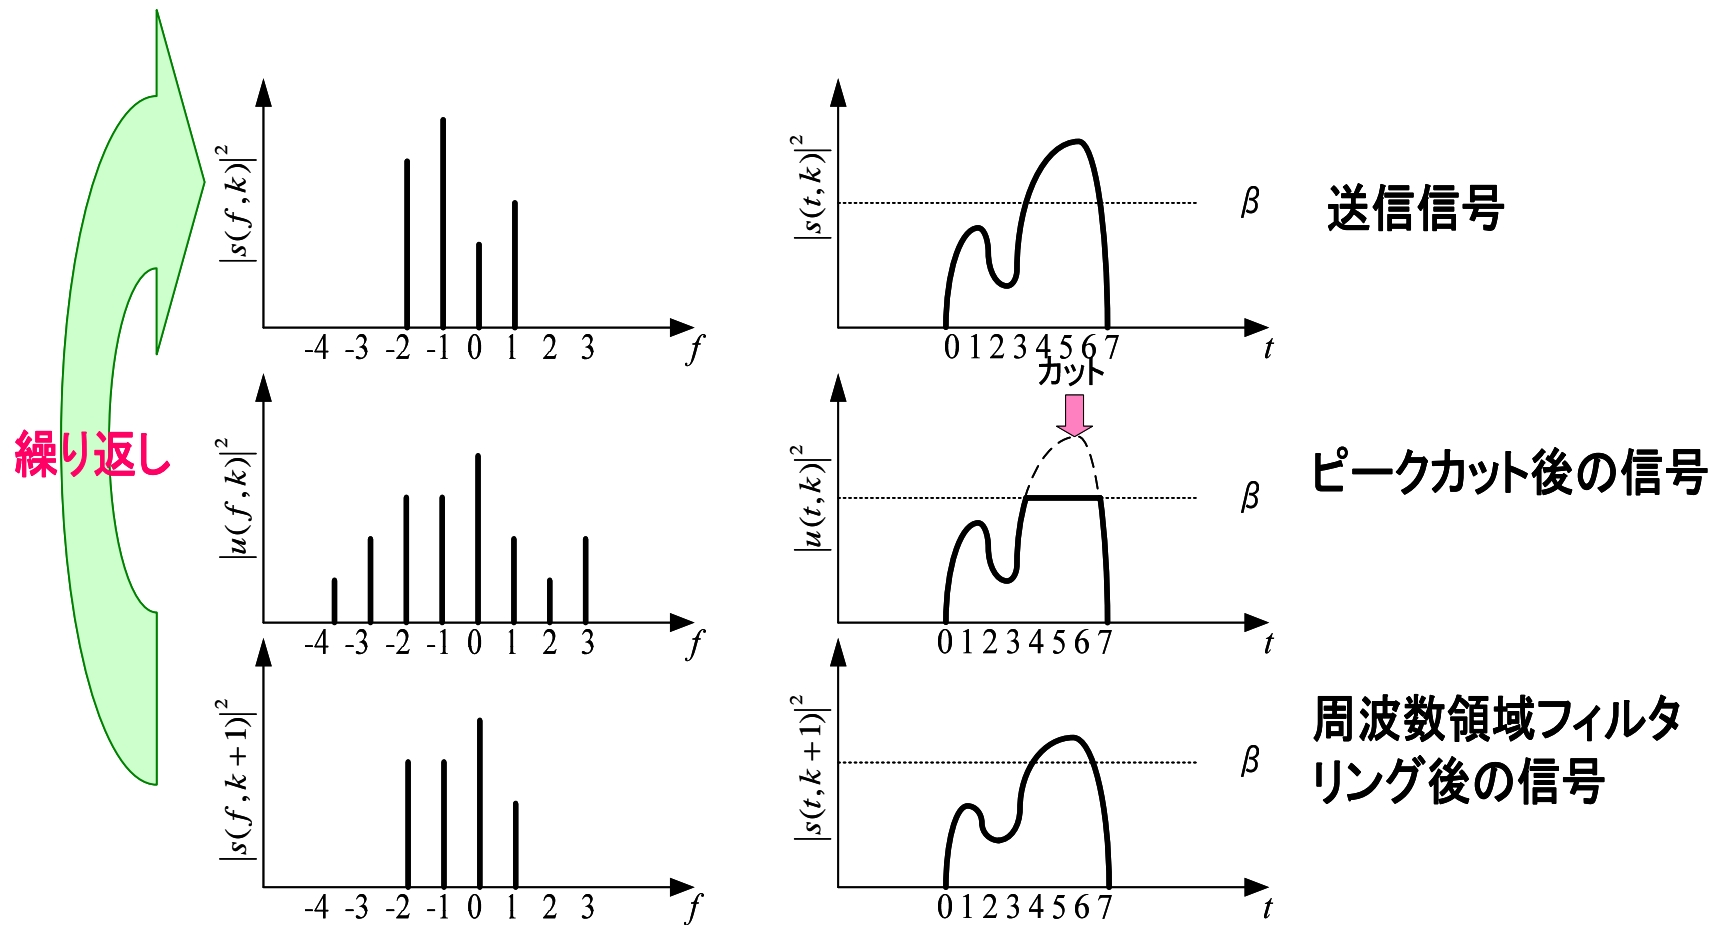 |s(f,k)|²
-4 -3 -2 -1 0 1 2 3 f
|s(t,k)|²
β
0 1 2 3 4 5 6 7 t
送信信号
繰り返し
|u(f,k)|²
-4 -3 -2 -1 0 1 2 3 f
カット
|u(t,k)|²
β
0 1 2 3 4 5 6 7 t
ピークカット後の信号
|s(f,k+1)|²
-4 -3 -2 -1 0 1 2 3 f
|s(t,k+1)|²
β
0 1 2 3 4 5 6 7 t
周波数領域フィルタ
リング後の信号